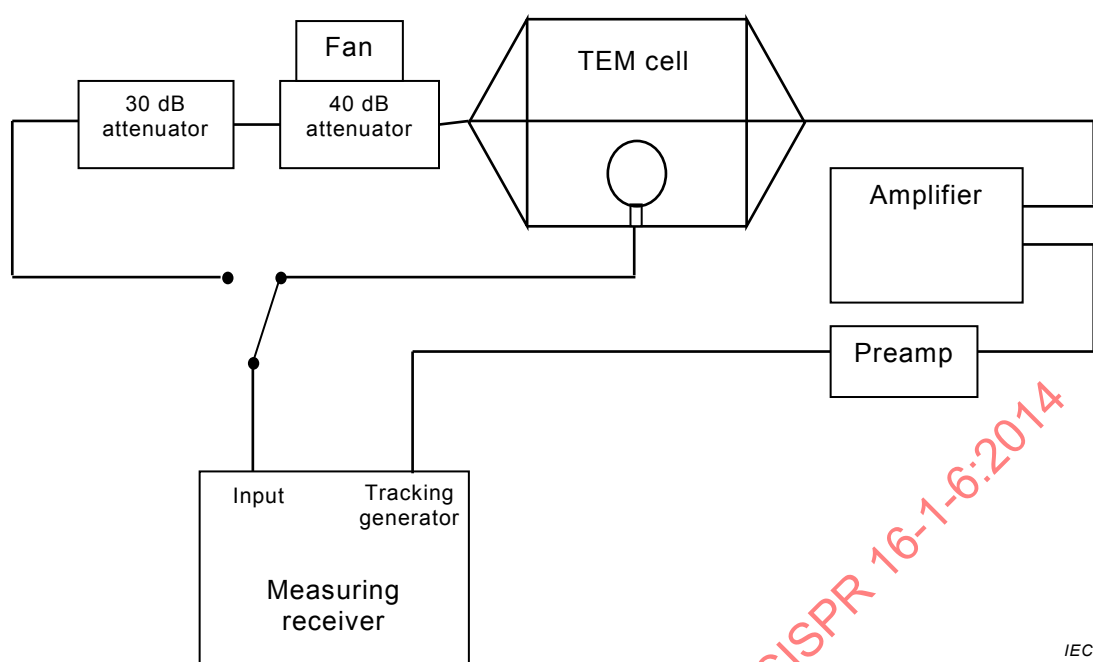 Fan
TEM cell
30 dB
attenuator
40 dB
attenuator
Amplifier
Preamp
Input
Tracking
generator
Measuring
receiver
CISPR 16-1-6:2014
IEC